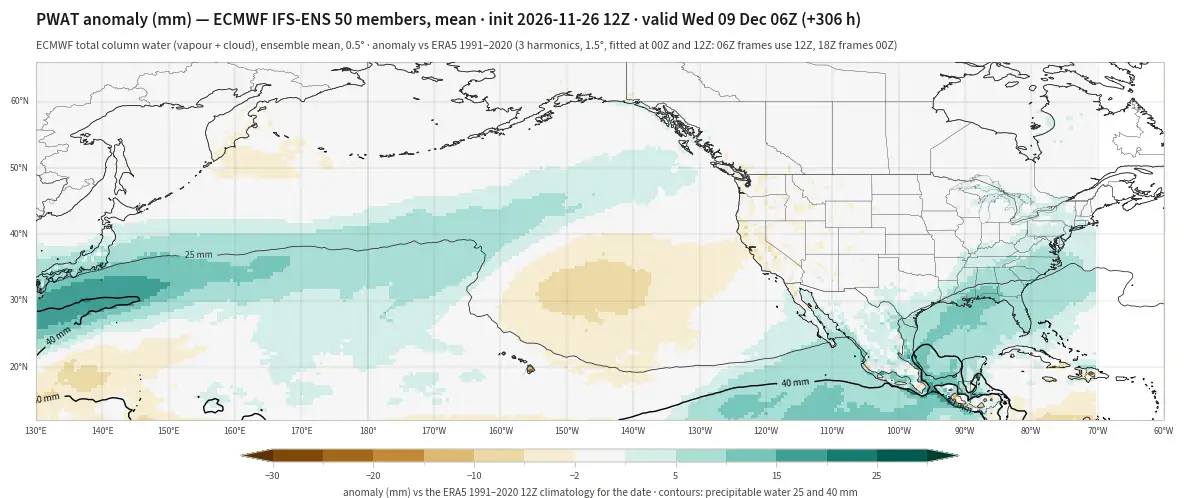 PWAT anomaly (mm) — ECMWF IFS-ENS 50 members, mean · init 2026-11-26 12Z · valid Wed 09 Dec 06Z (+306 h)
ECMWF total column water (vapour + cloud), ensemble mean, 0.5° · anomaly vs ERA5 1991–2020 (3 harmonics, 1.5°, fitted at 00Z and 12Z: 06Z frames use 12Z, 18Z frames 00Z)
60°N
50°N
40°N
25 mm
30°N
40 mm
20°N
40 mm
0 mm
130°E 140°E 150°E 160°E 170°E 180° 170°W 160°W 150°W 140°W 130°W 120°W 110°W 100°W 90°W 80°W 70°W 60°W
−30 −20 −10 −2 5 15 25
anomaly (mm) vs the ERA5 1991–2020 12Z climatology for the date · contours: precipitable water 25 and 40 mm